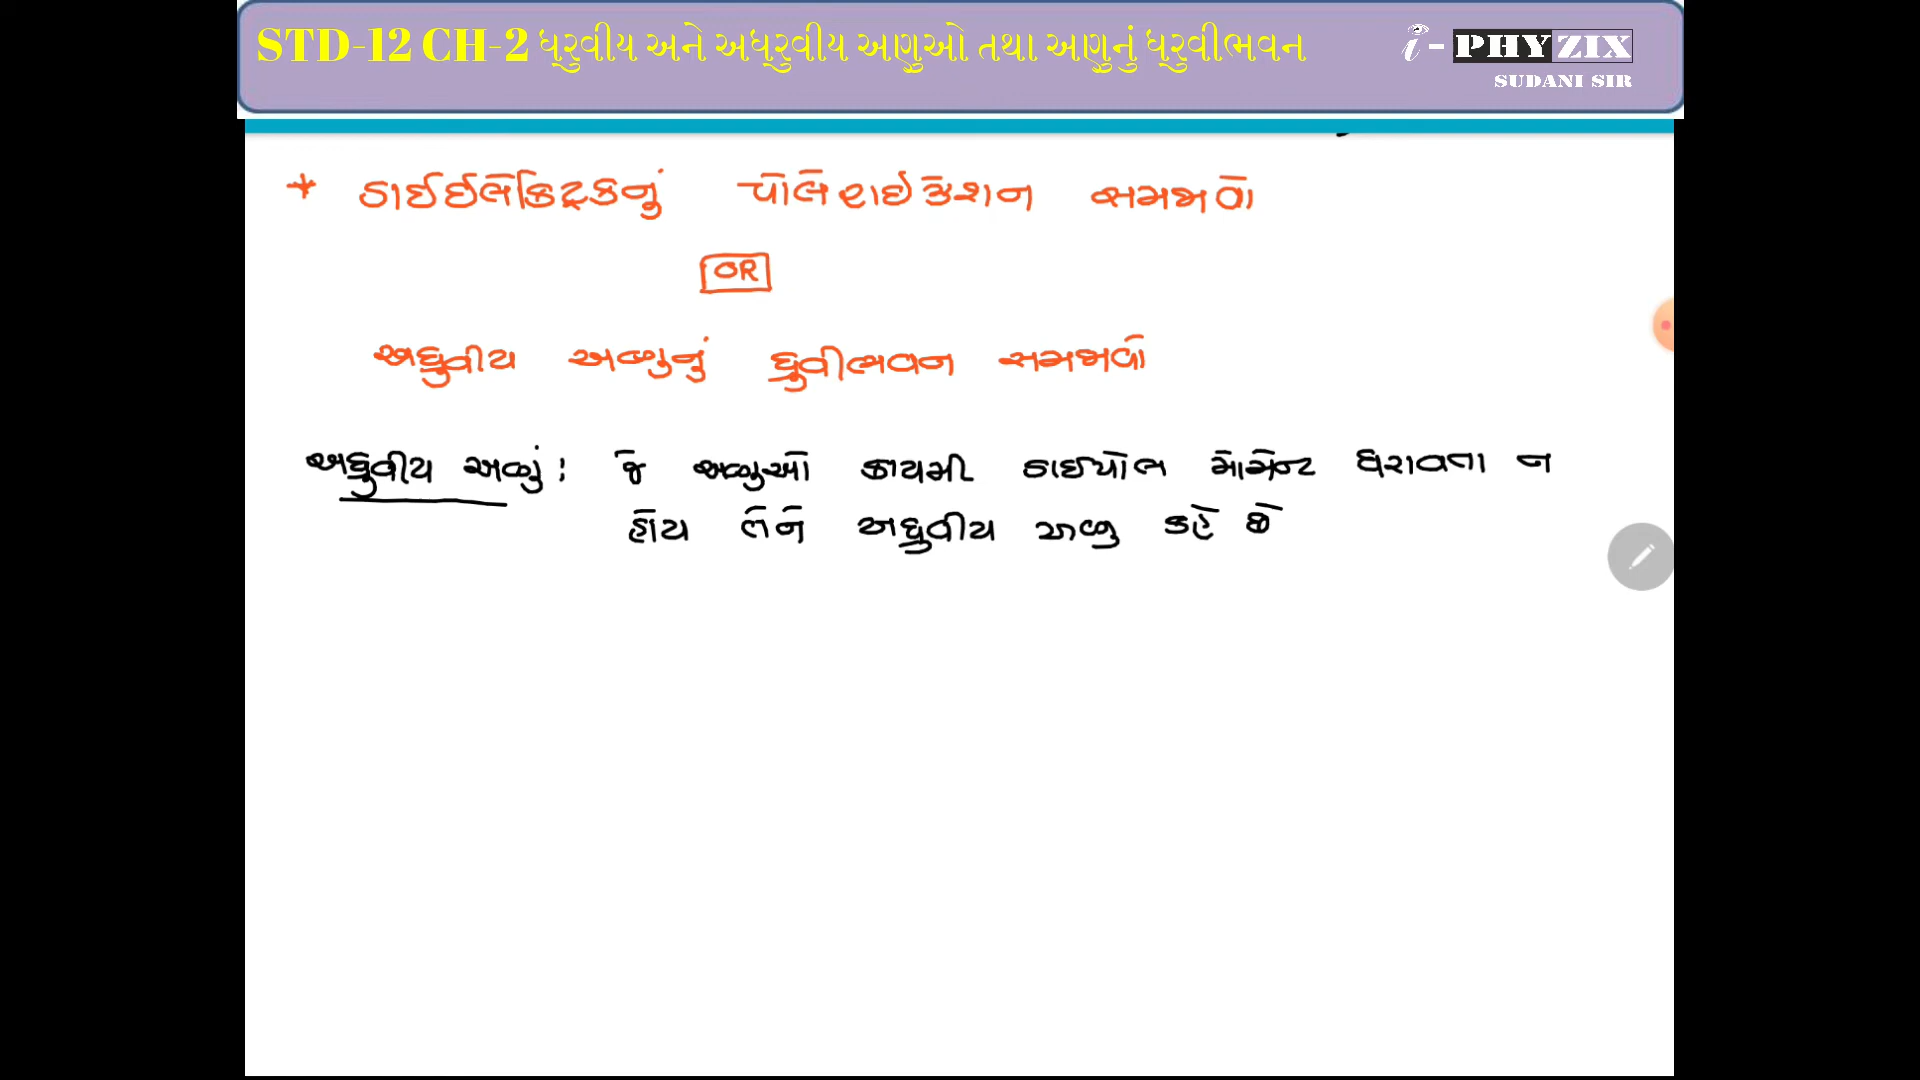 STD-12 CH-2 ધ્રુવીય અને અધ્રુવીય અણુઓ તથા અણુનું ધ્રુવીભવન
i-PHYZIX
SUDANI SIR
* ડાઈઈલેક્ટ્રિકનું પોલેરાઈઝેશન સમજાવો
OR
અધ્રુવીય અણુનું ધ્રુવીભવન સમજાવો
અધ્રુવીય અણું : જે અણુઓ કાયમી ડાઈપોલ મોમેન્ટ ધરાવતા ન
હોય તેને અધ્રુવીય અણુ કહે છે